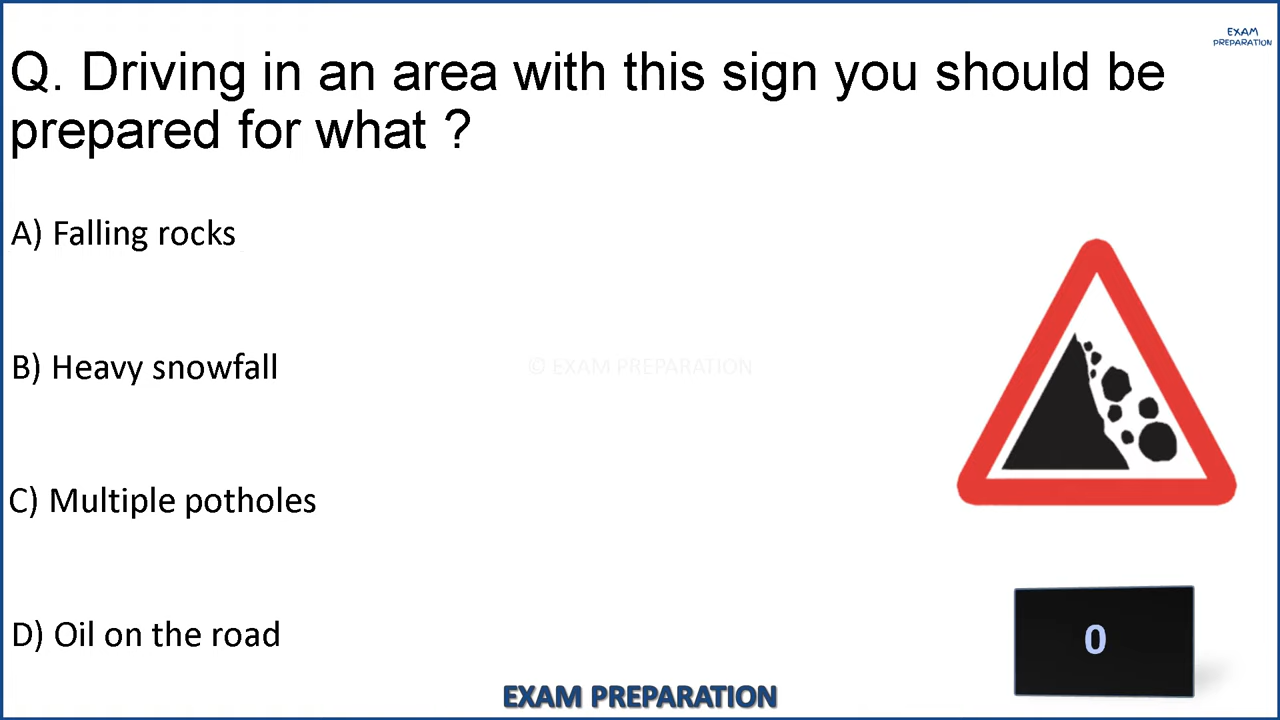 EXAM
PREPARATION
Q. Driving in an area with this sign you should be
prepared for what ?
A) Falling rocks
B) Heavy snowfall
© EXAM PREPARATION
C) Multiple potholes
D) Oil on the road
0
EXAM PREPARATION